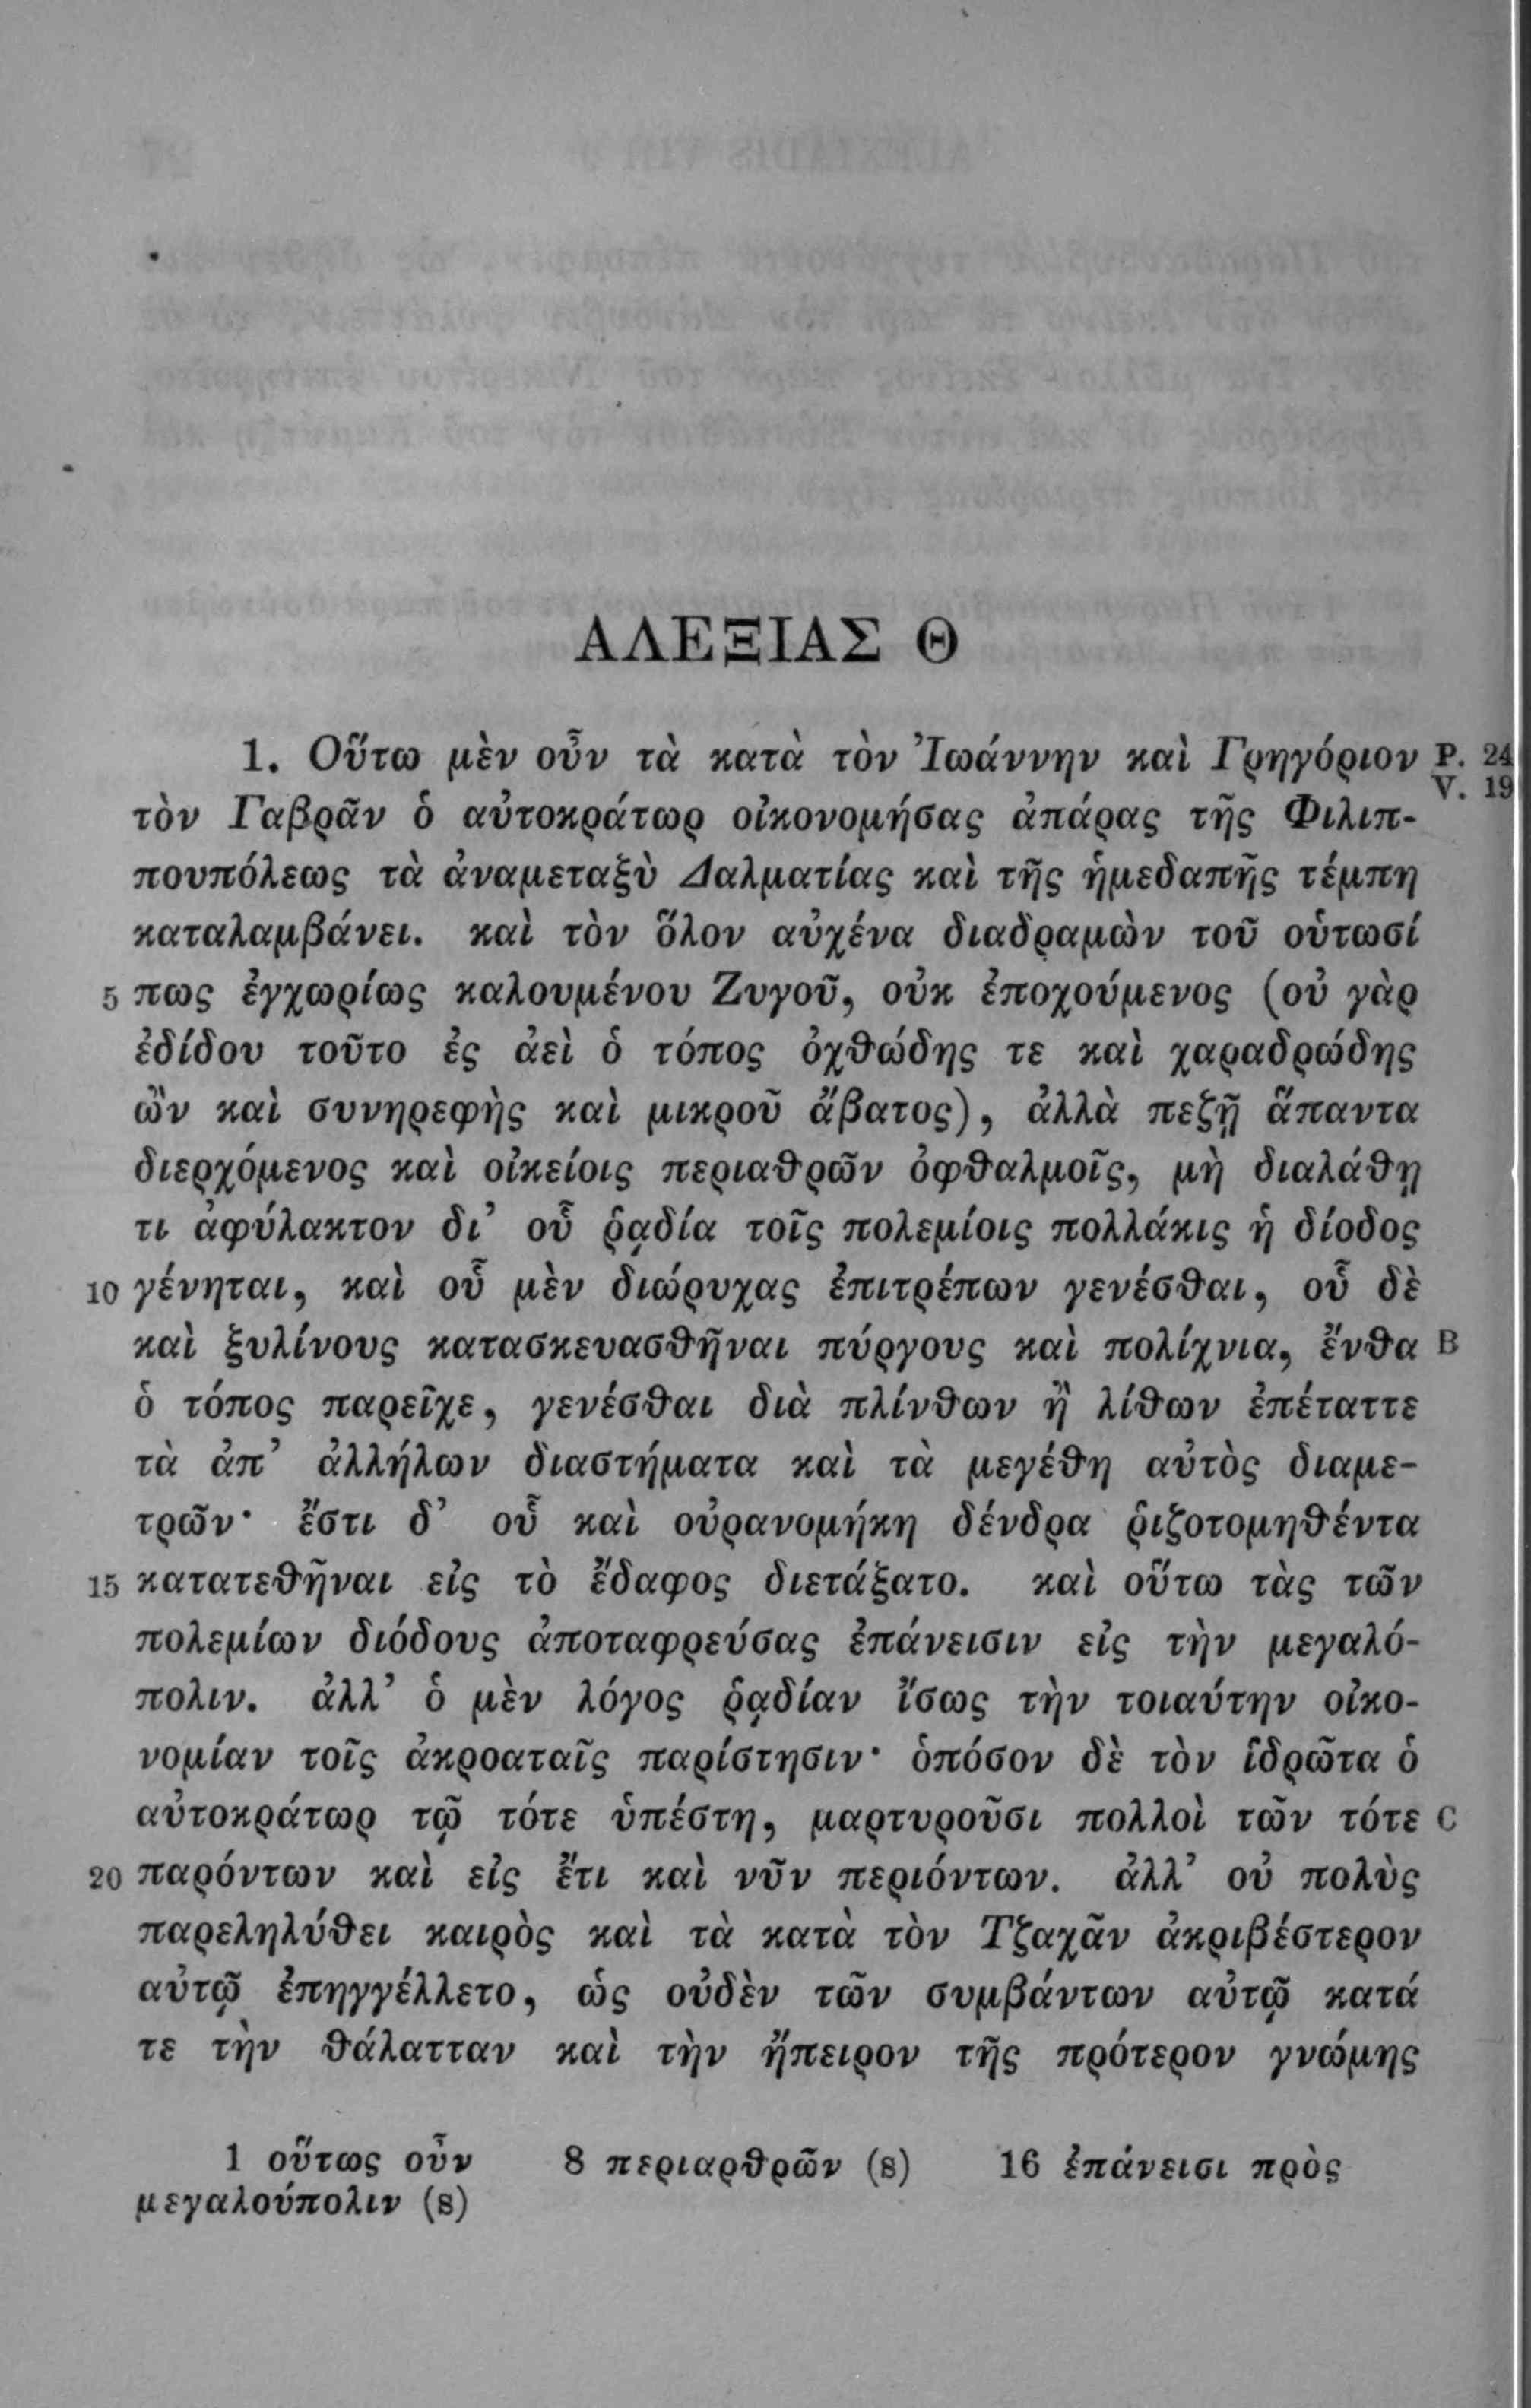 ΑΛΕΞΙΑΣ Θ
1. Οὕτω μὲν οὖν τὰ κατὰ τὸν Ἰωάννην καὶ Γρηγόριον P. 24
V. 19
τὸν Γαβρᾶν ὁ αὐτοκράτωρ οἰκονομήσας ἀπάρας τῆς Φιλιπ-
πουπόλεως τὰ ἀναμεταξὺ Δαλματίας καὶ τῆς ἡμεδαπῆς τέμπη
καταλαμβάνει. καὶ τὸν ὅλον αὐχένα διαδραμὼν τοῦ οὑτωσί
5 πως ἐγχωρίως καλουμένου Ζυγοῦ, οὐκ ἐποχούμενος (οὐ γὰρ
ἐδίδου τοῦτο ἐς ἀεὶ ὁ τόπος ὀχθώδης τε καὶ χαραδρώδης
ὢν καὶ συνηρεφὴς καὶ μικροῦ ἄβατος), ἀλλὰ πεζῇ ἅπαντα
διερχόμενος καὶ οἰκείοις περιαθρῶν ὀφθαλμοῖς, μὴ διαλάθῃ
τι ἀφύλακτον δι’ οὗ ῥᾳδία τοῖς πολεμίοις πολλάκις ἡ δίοδος
10 γένηται, καὶ οὗ μὲν διώρυχας ἐπιτρέπων γενέσθαι, οὗ δὲ
καὶ ξυλίνους κατασκευασθῆναι πύργους καὶ πολίχνια, ἔνθα B
ὁ τόπος παρεῖχε, γενέσθαι διὰ πλίνθων ἢ λίθων ἐπέταττε
τὰ ἀπ’ ἀλλήλων διαστήματα καὶ τὰ μεγέθη αὐτὸς διαμε-
τρῶν· ἔστι δ’ οὗ καὶ οὐρανομήκη δένδρα ῥιζοτομηθέντα
15 κατατεθῆναι εἰς τὸ ἔδαφος διετάξατο. καὶ οὕτω τὰς τῶν
πολεμίων διόδους ἀποταφρεύσας ἐπάνεισιν εἰς τὴν μεγαλό-
πολιν. ἀλλ’ ὁ μὲν λόγος ῥᾳδίαν ἴσως τὴν τοιαύτην οἰκο-
νομίαν τοῖς ἀκροαταῖς παρίστησιν· ὁπόσον δὲ τὸν ἱδρῶτα ὁ
αὐτοκράτωρ τῷ τότε ὑπέστη, μαρτυροῦσι πολλοὶ τῶν τότε C
20 παρόντων καὶ εἰς ἔτι καὶ νῦν περιόντων. ἀλλ’ οὐ πολὺς
παρεληλύθει καιρὸς καὶ τὰ κατὰ τὸν Τζαχᾶν ἀκριβέστερον
αὐτῷ ἐπηγγέλλετο, ὡς οὐδὲν τῶν συμβάντων αὐτῷ κατά
τε τὴν θάλατταν καὶ τὴν ἤπειρον τῆς πρότερον γνώμης
1 οὕτως οὖν 8 περιαρθρῶν (s) 16 ἐπάνεισι πρὸς
μεγαλούπολιν (s)